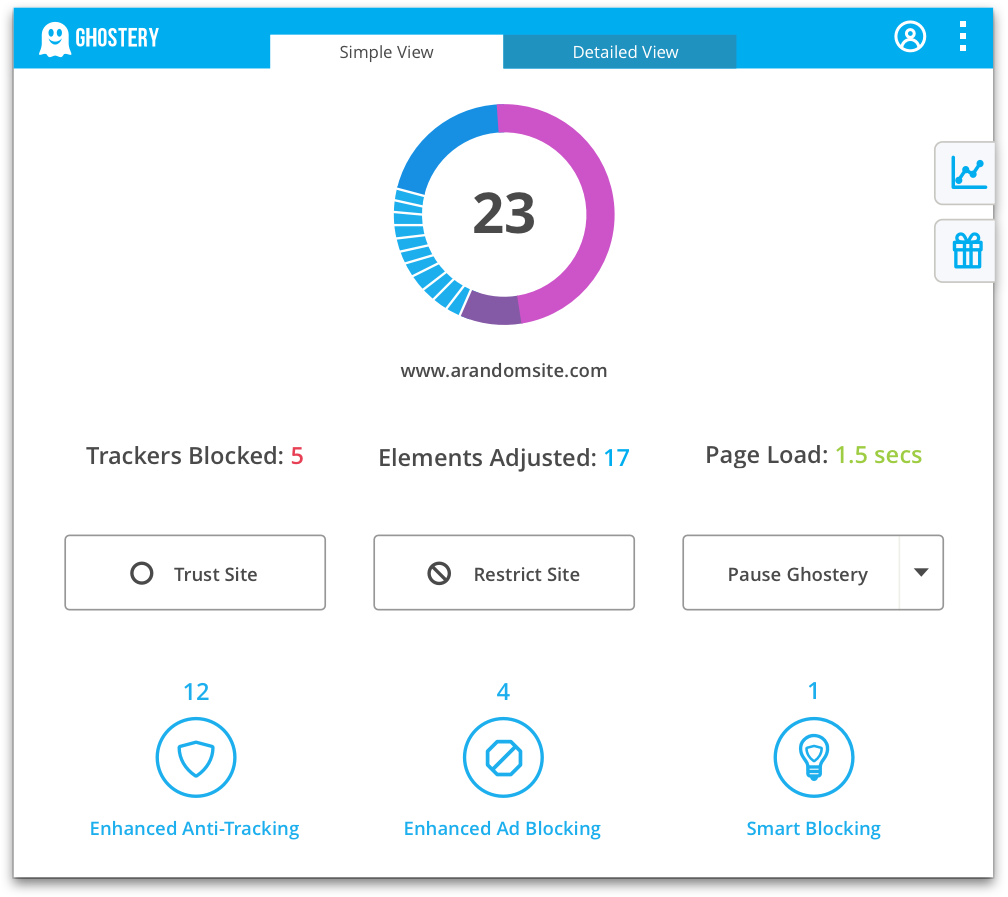 GHOSTERY
Simple View
Detailed View
23
www.arandomsite.com
Trackers Blocked: 5
Elements Adjusted: 17
Page Load: 1.5 secs
Trust Site
Restrict Site
Pause Ghostery
12
4
1
Enhanced Anti-Tracking
Enhanced Ad Blocking
Smart Blocking